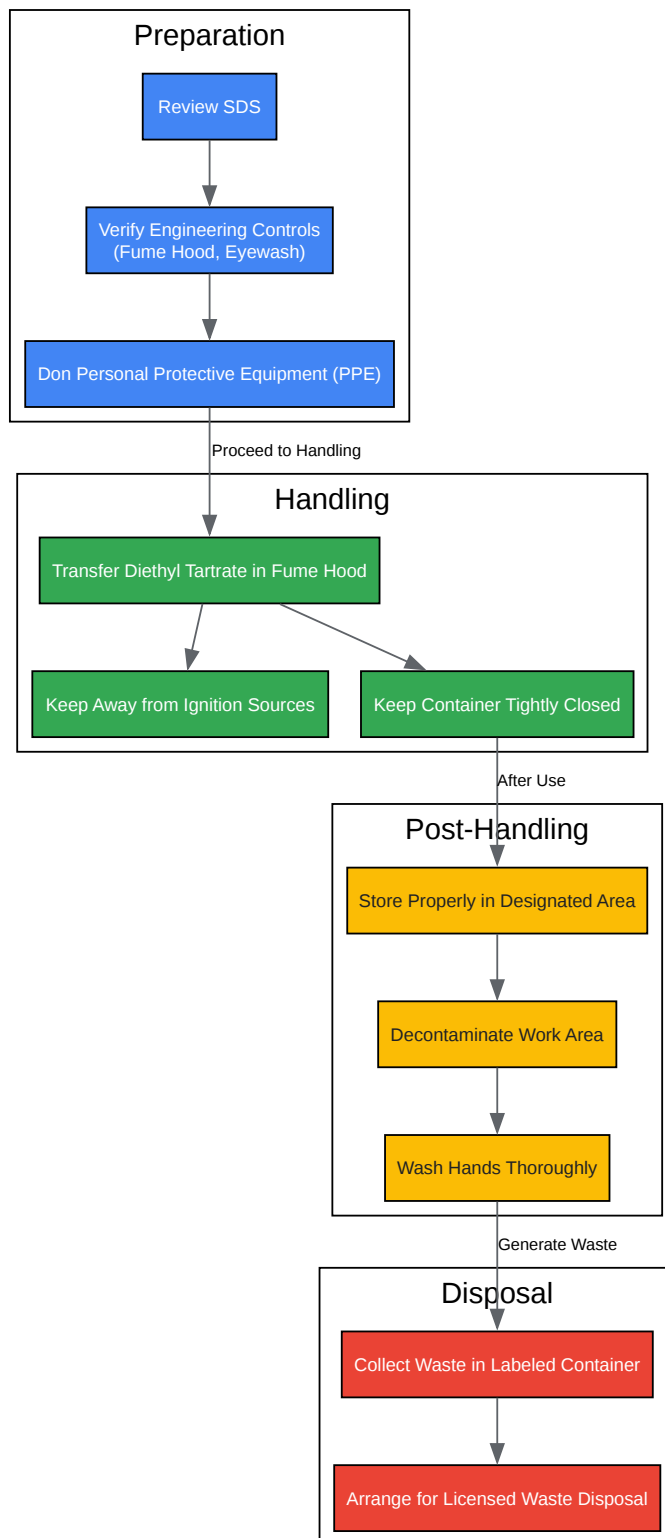 Preparation
Review SDS
Verify Engineering Controls
(Fume Hood, Eyewash)
Don Personal Protective Equipment (PPE)
Proceed to Handling
Handling
Transfer Diethyl Tartrate in Fume Hood
Keep Away from Ignition Sources
Keep Container Tightly Closed
After Use
Post-Handling
Store Properly in Designated Area
Decontaminate Work Area
Wash Hands Thoroughly
Generate Waste
Disposal
Collect Waste in Labeled Container
Arrange for Licensed Waste Disposal